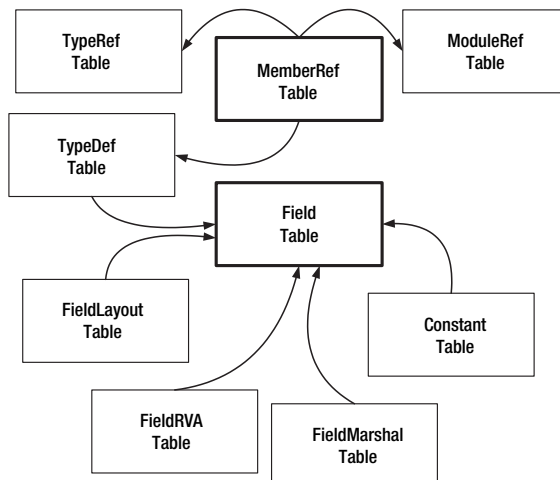 TypeRef
Table
MemberRef
Table
ModuleRef
Table
TypeDef
Table
Field
Table
FieldLayout
Table
Constant
Table
FieldRVA
Table
FieldMarshal
Table